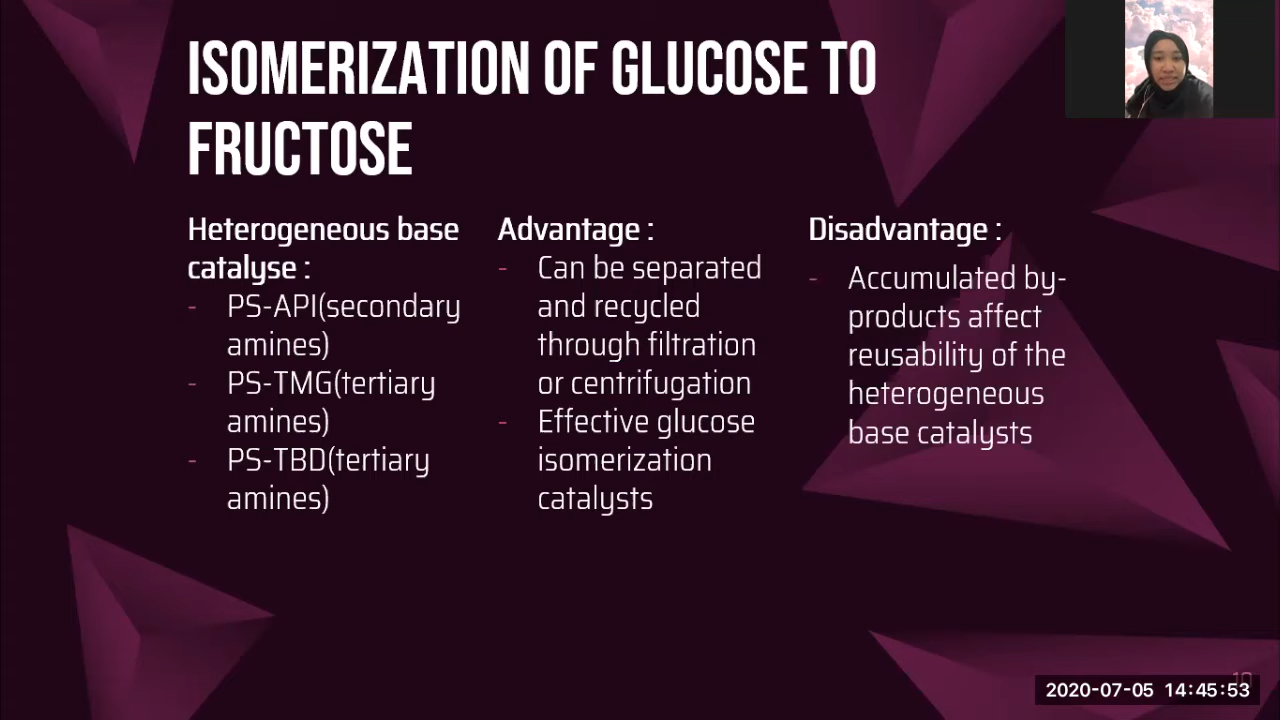 ISOMERIZATION OF GLUCOSE TO
FRUCTOSE
Heterogeneous base
catalyse :
- PS-API(secondary
amines)
- PS-TMG(tertiary
amines)
- PS-TBD(tertiary
amines)
Advantage :
- Can be separated
and recycled
through filtration
or centrifugation
- Effective glucose
isomerization
catalysts
Disadvantage :
- Accumulated by-
products affect
reusability of the
heterogeneous
base catalysts
2020-07-05 14:45:53